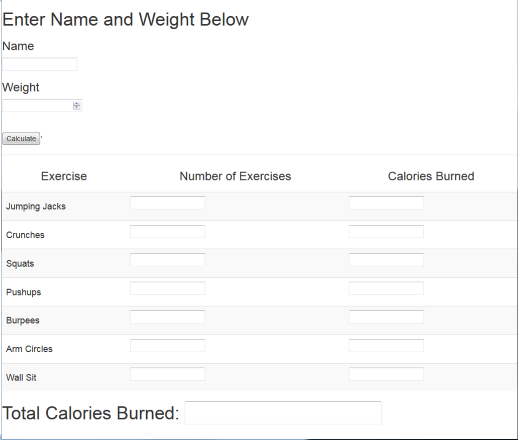 Enter Name and Weight Below
Name
Weight
Calculate '
Exercise Number of Exercises Calories Burned
Jumping Jacks
Crunches
Squats
Pushups
Burpees
Arm Circles
Wall Sit
Total Calories Burned: